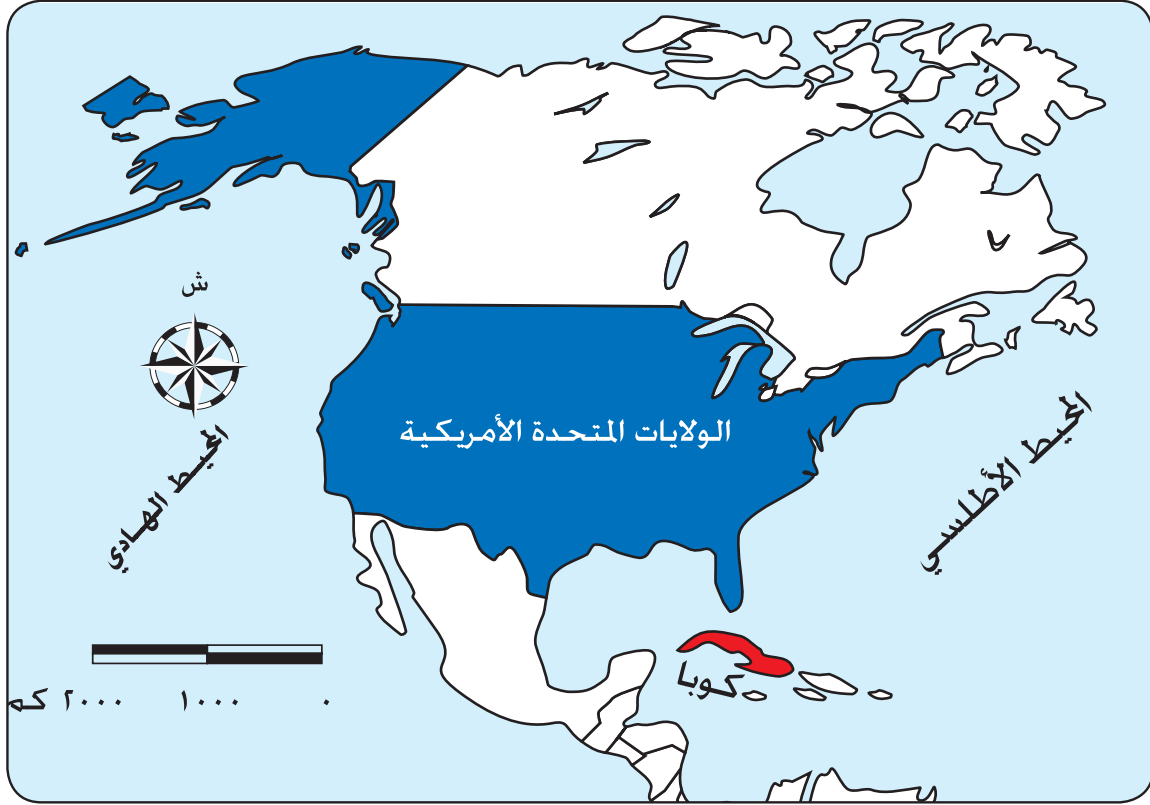 ش
الولايات المتحدة الأمريكية
المحيط الأطلسي
المحيط الهادي
كوبا
٠ ١٠٠٠ ٢٠٠٠ كم